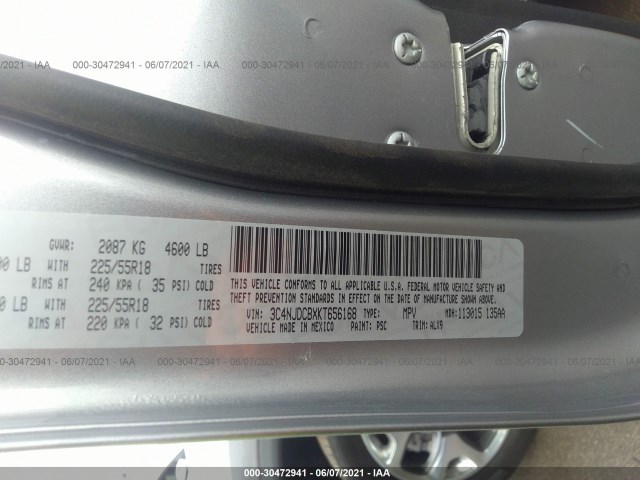 000-30472941 - 06/07/2021 - IAA
GVWR: 2087 KG 4600 LB
LB WITH 225/55R18 TIRES
RIMS AT 240 KPA ( 35 PSI) COLD
LB WITH 225/55R18 TIRES
RIMS AT 220 KPA ( 32 PSI) COLD
THIS VEHICLE CONFORMS TO ALL APPLICABLE U.S.A. FEDERAL MOTOR VEHICLE SAFETY AND
THEFT PREVENTION STANDARDS IN EFFECT ON THE DATE OF MANUFACTURE SHOWN ABOVE.
VIN: 3C4NJDCBXKT656168 TYPE: MPV MDH: 113015 135AA
MADE IN MEXICO PAINT: PSC TRIM: ALX9
000-30472941 - 06/07/2021 - IAA